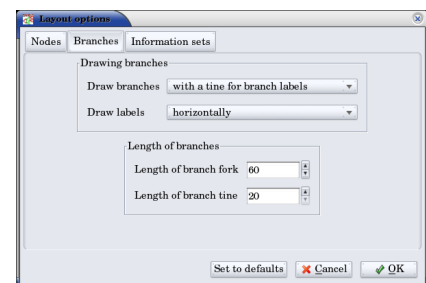 Layout options
Nodes Branches Information sets
Drawing branches
Draw branches with a tine for branch labels
Draw labels horizontally
Length of branches
Length of branch fork 60
Length of branch tine 20
Set to defaults Cancel OK